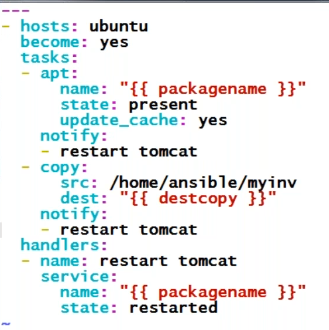 ---
- hosts: ubuntu
  become: yes
  tasks:
  - apt:
      name: "{{ packagename }}"
      state: present
      update_cache: yes
    notify:
    - restart tomcat
  - copy:
      src: /home/ansible/myinv
      dest: "{{ destcopy }}"
    notify:
    - restart tomcat
  handlers:
  - name: restart tomcat
    service:
      name: "{{ packagename }}"
      state: restarted
~